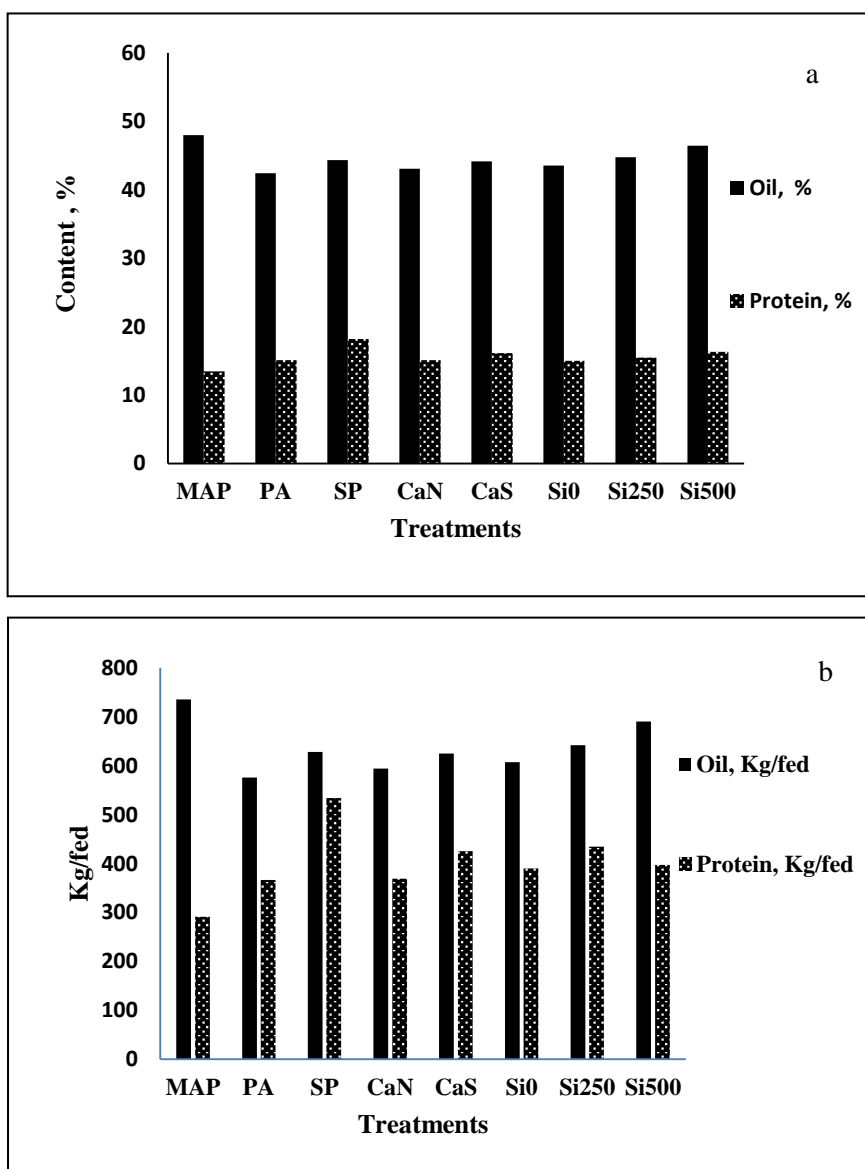 a
60
50
40
30
20
10
0
Content , %
MAP PA SP CaN CaS Si0 Si250 Si500
Treatments
Oil, %
Protein, %
b
800
700
600
500
400
300
200
100
0
Kg/fed
MAP PA SP CaN CaS Si0 Si250 Si500
Treatments
Oil, Kg/fed
Protein, Kg/fed